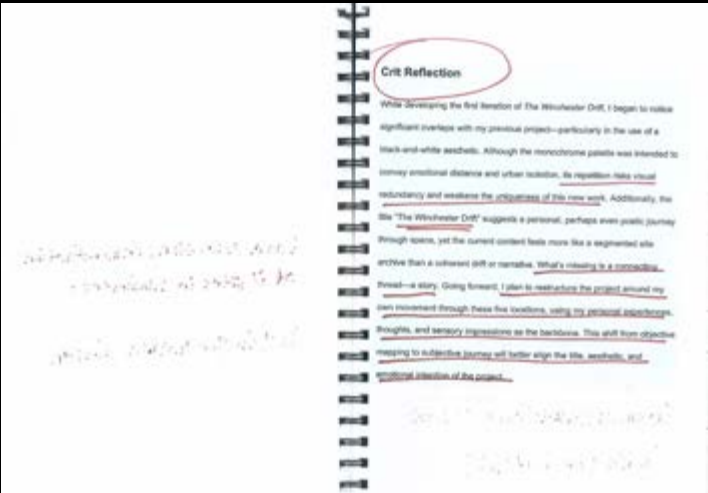 Crit Reflection
While developing the first iteration of The Winchester Drift, I began to notice
significant overlaps with my previous project—particularly in the use of a
black-and-white aesthetic. Although the monochrome palette was intended to
convey emotional distance and urban isolation, its repetition risks visual
redundancy and weakens the uniqueness of this new work. Additionally, the
title "The Winchester Drift" suggests a personal, perhaps even poetic journey
through space, yet the current content feels more like a segmented site
archive than a coherent drift or narrative. What's missing is a connecting
thread—a story. Going forward, I plan to restructure the project around my
own movement through these five locations, using my personal experiences,
thoughts, and sensory impressions as the backbone. This shift from objective
mapping to subjective journey will better align the title, aesthetic, and
emotional intention of the project.